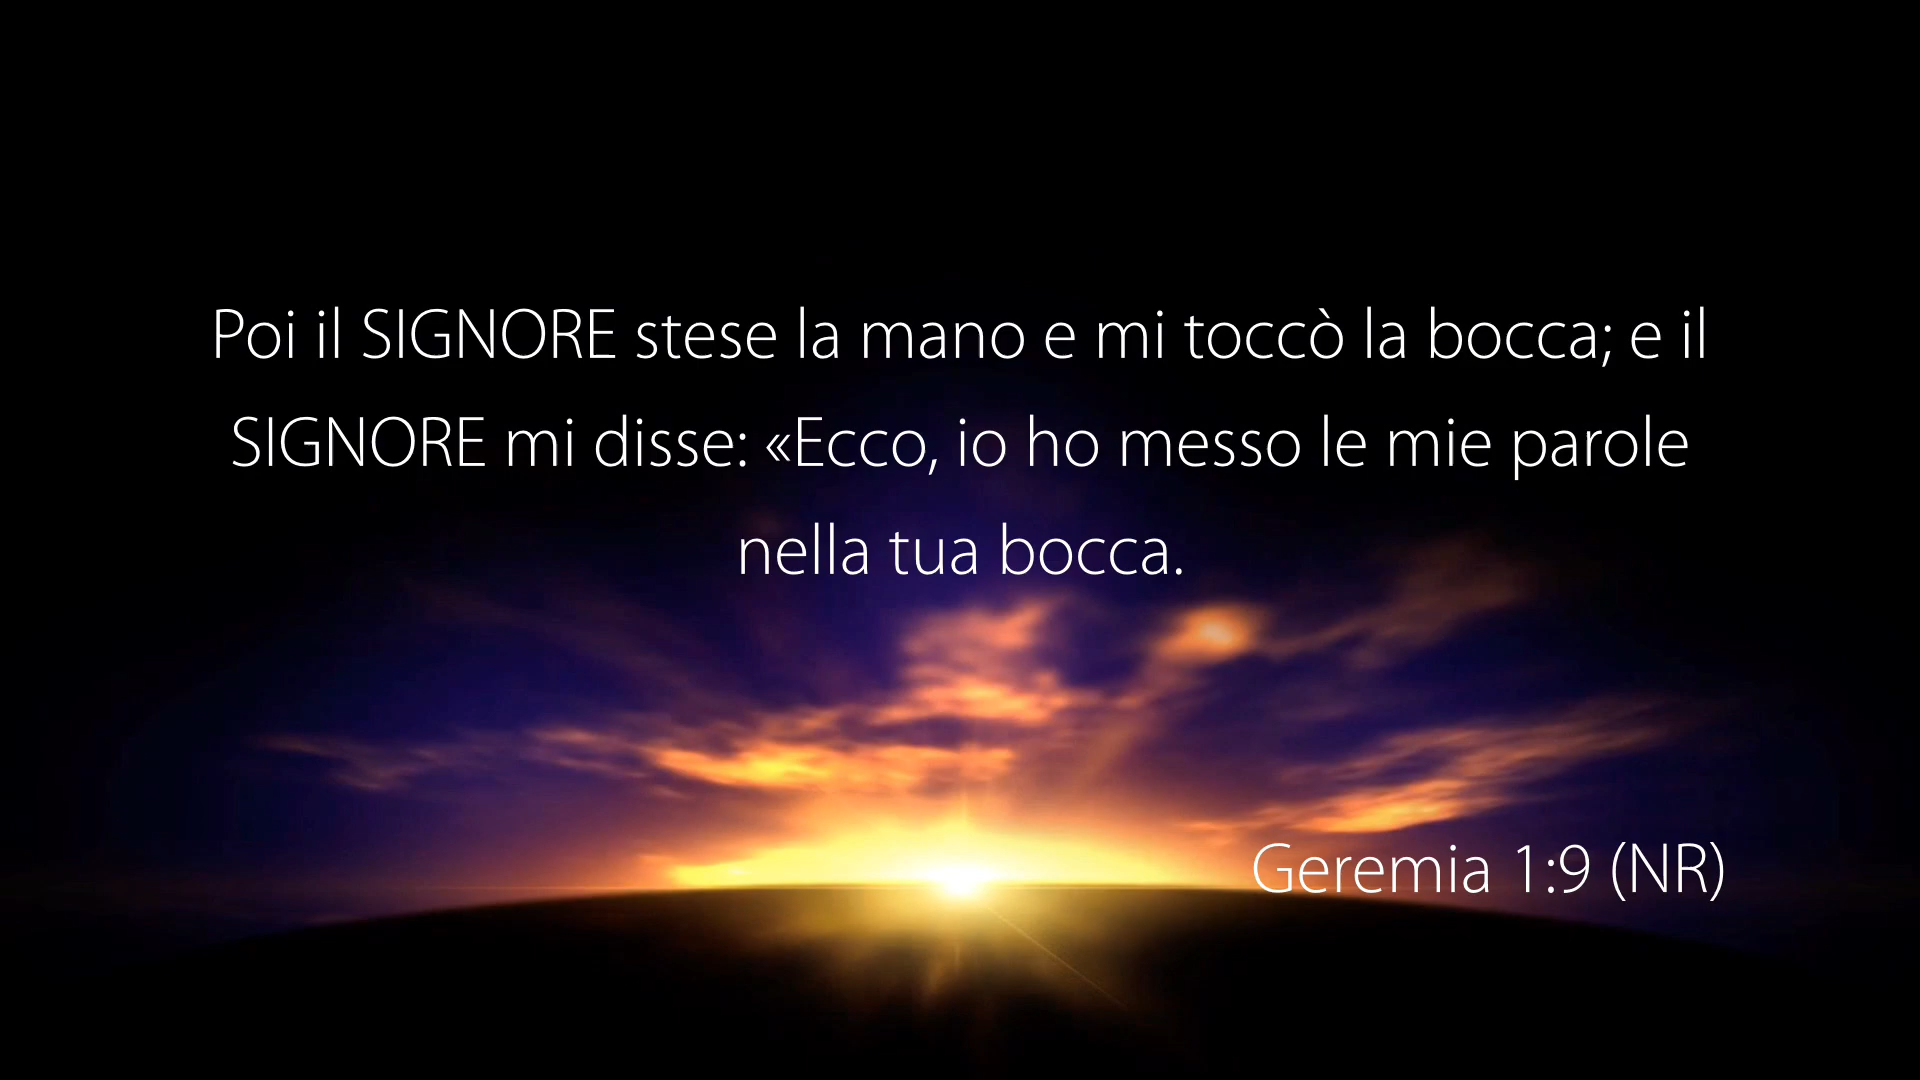 Poi il SIGNORE stese la mano e mi toccò la bocca; e il
SIGNORE mi disse: «Ecco, io ho messo le mie parole
nella tua bocca.
Geremia 1:9 (NR)